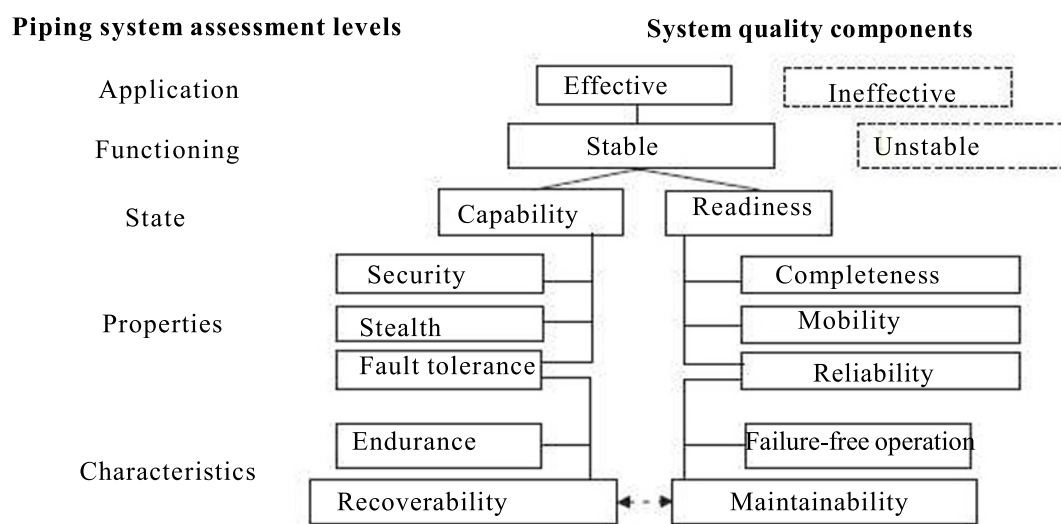 Piping system assessment levels
System quality components
Application
Effective
Ineffective
Functioning
Stable
Unstable
State
Capability
Readiness
Security
Completeness
Properties
Stealth
Mobility
Fault tolerance
Reliability
Endurance
Failure-free operation
Characteristics
Recoverability
Maintainability